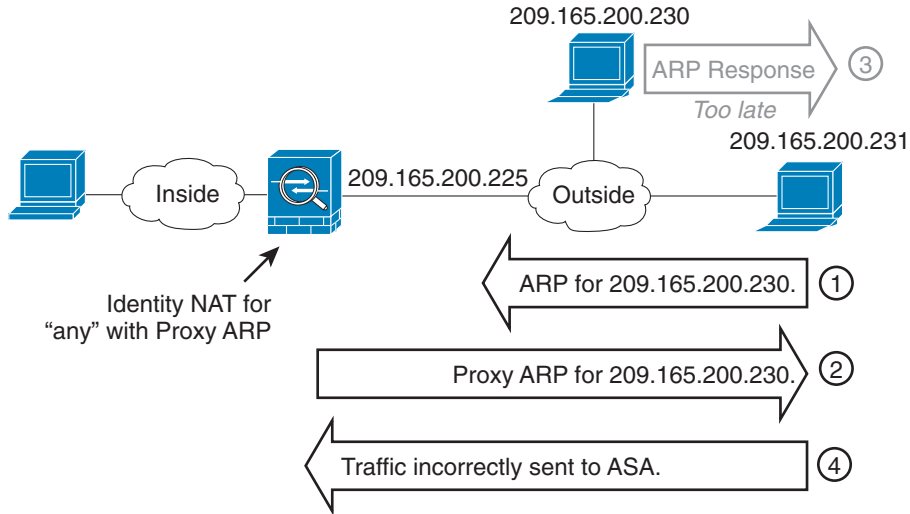 209.165.200.230
ARP Response
3
Too late
209.165.200.231
Inside
209.165.200.225
Outside
Identity NAT for
“any” with Proxy ARP
ARP for 209.165.200.230.
1
Proxy ARP for 209.165.200.230.
2
Traffic incorrectly sent to ASA.
4